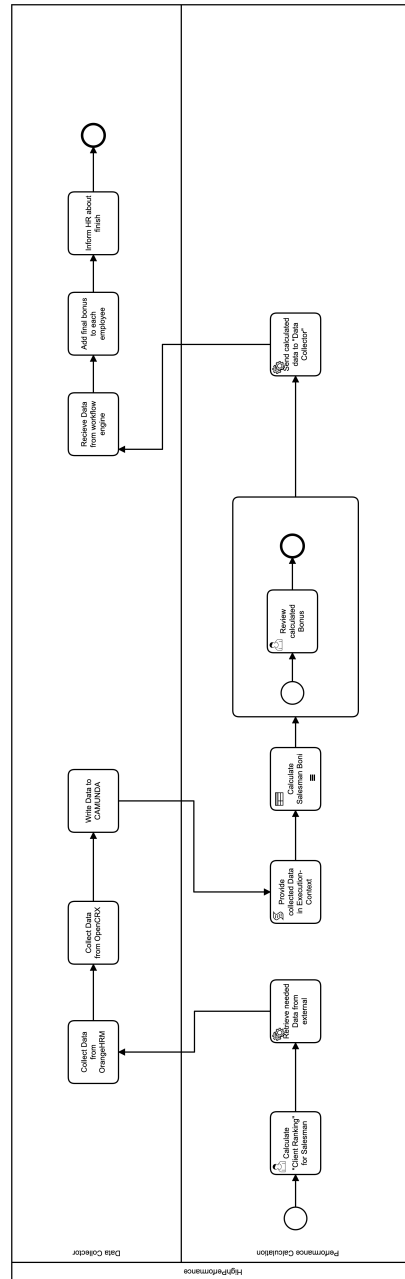 HighPerformance
Data Collector
Collect Data
from
OrangeHRM
Collect Data
from OpenCRX
Write Data to
CAMUNDA
Recieve Data
from workflow
engine
Add final bonus
to each
employee
Inform HR about
finish
Performance Calculation
Calculate
"Client Ranking"
for Salesman
Retrieve needed
Data from
external
Provide
collected Data
in Execution-
Context
Calculate
Salesman Boni
Review
calculated
Bonus
Send calculated
data to "Data
Collector"